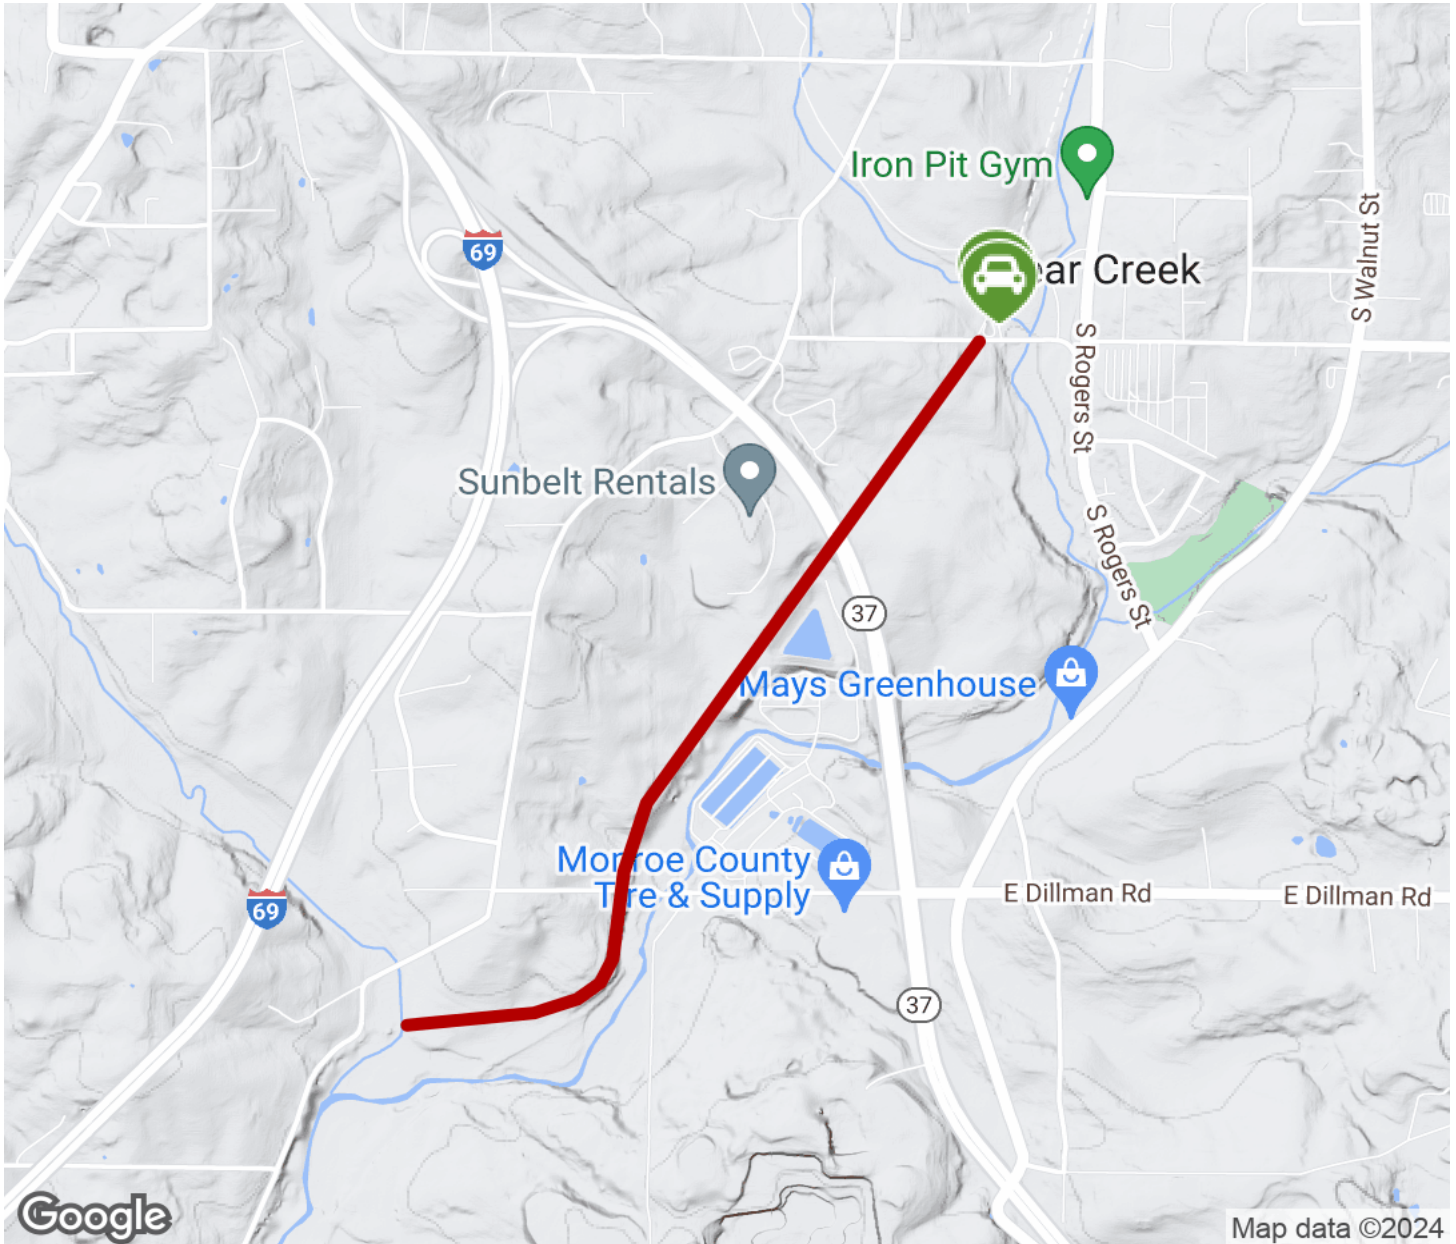 Iron Pit Gym
69
ear Creek
S Walnut St
S Rogers St
Sunbelt Rentals
S Rogers St
37
Mays Greenhouse
Monroe County
Tire & Supply
69
E Dillman Rd
E Dillman Rd
37
Google
Map data ©2024